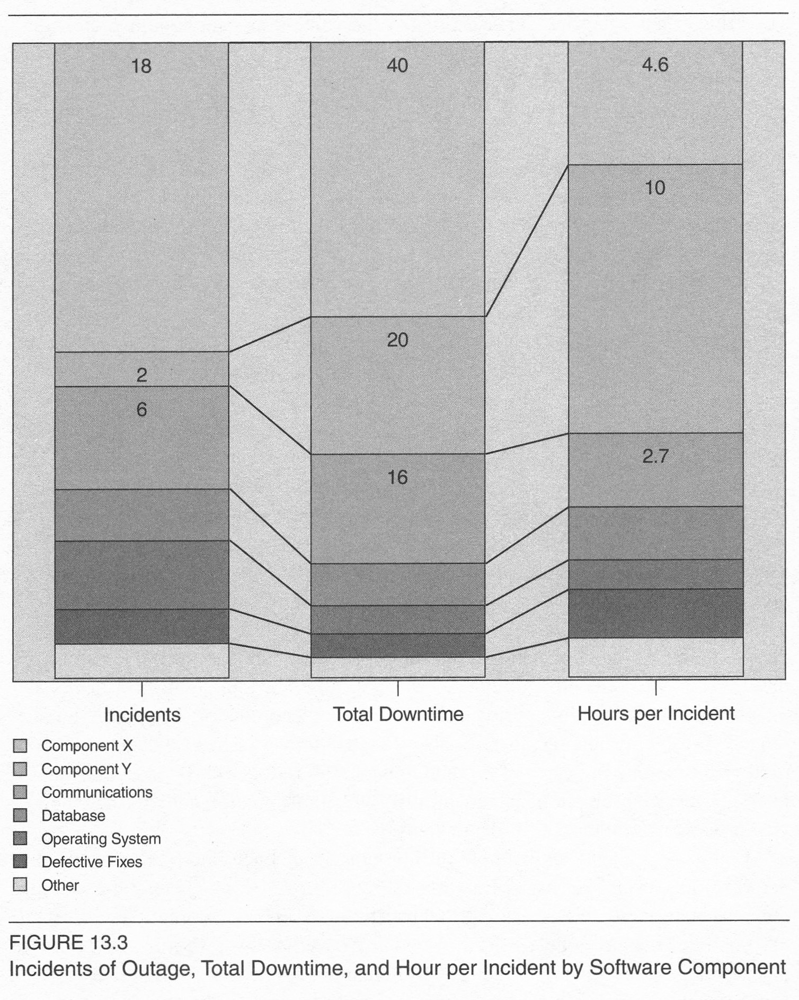 18 40 4.6
10
20
2
6
2.7
16
Incidents Total Downtime Hours per Incident
Component X
Component Y
Communications
Database
Operating System
Defective Fixes
Other
FIGURE 13.3
Incidents of Outage, Total Downtime, and Hour per Incident by Software Component